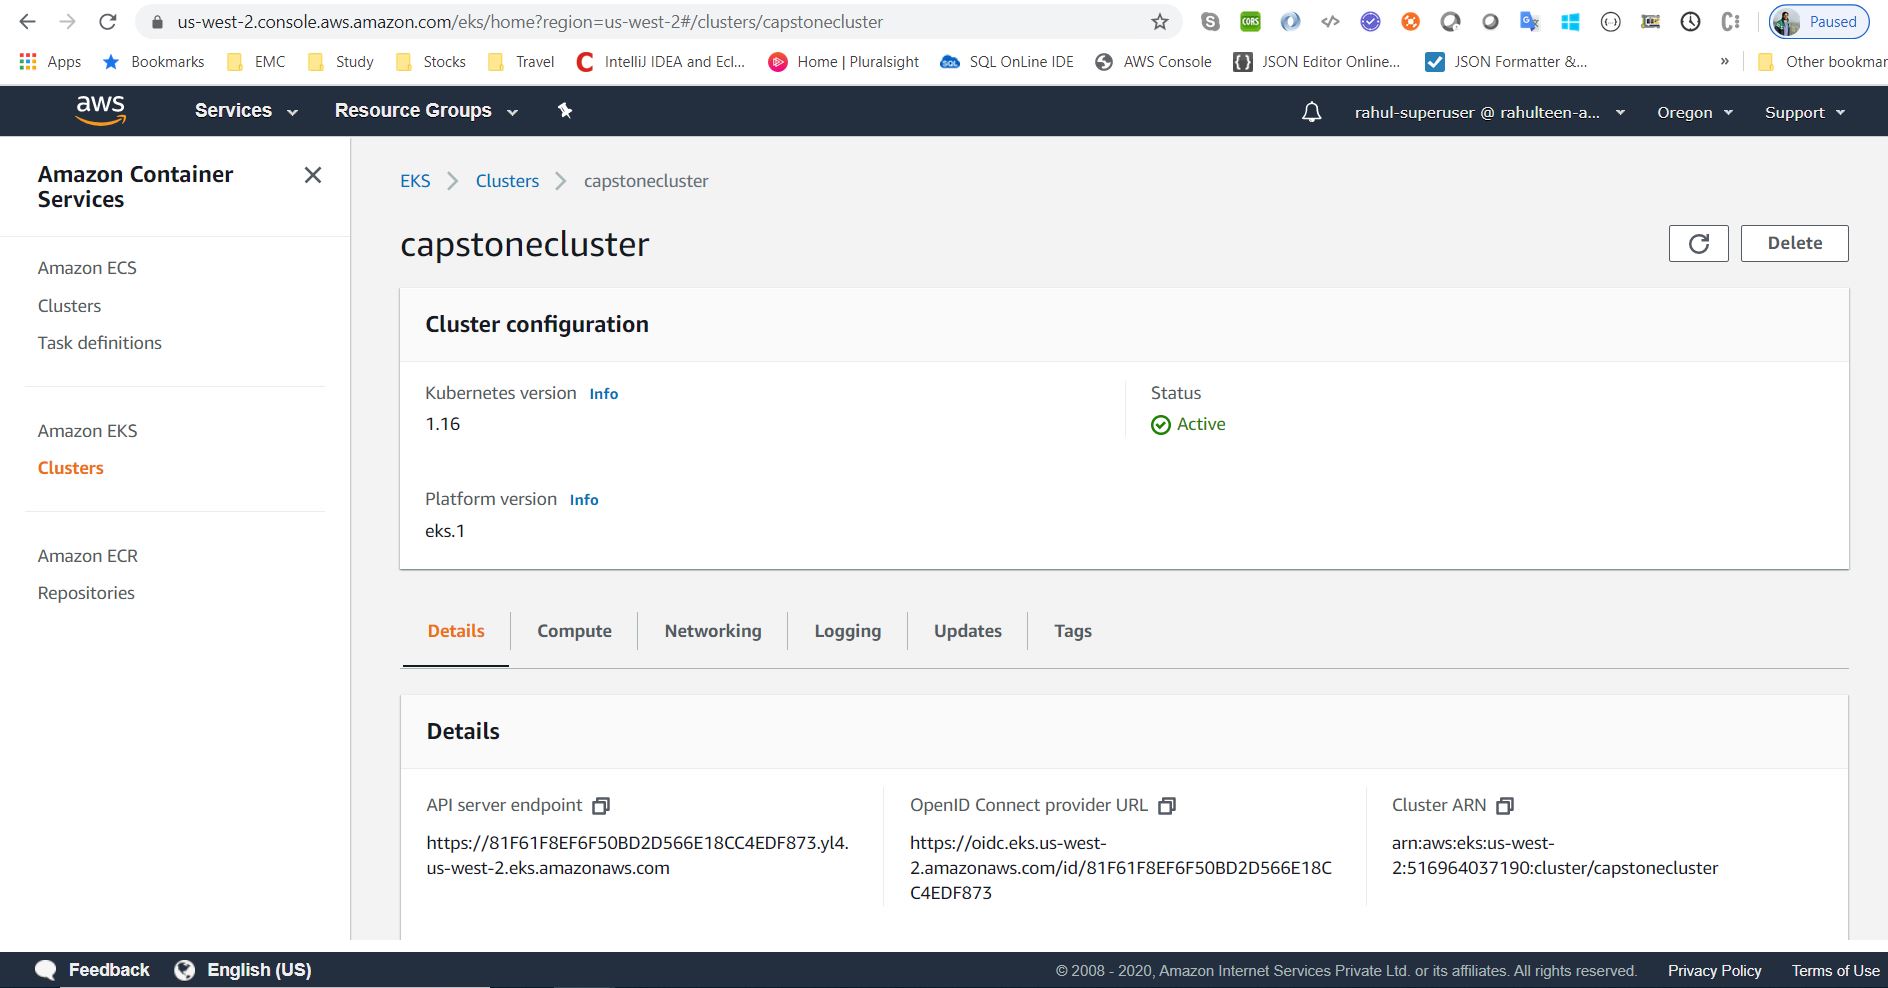 us-west-2.console.aws.amazon.com/eks/home?region=us-west-2#/clusters/capstonecluster
Paused
Apps Bookmarks EMC Study Stocks Travel IntelliJ IDEA and Ecl... Home | Pluralsight SQL OnLine IDE AWS Console JSON Editor Online... JSON Formatter &... » Other bookmar
aws Services Resource Groups rahul-superuser @ rahulteen-a... Oregon Support
Amazon Container
Services
Amazon ECS
Clusters
Task definitions
Amazon EKS
Clusters
Amazon ECR
Repositories
EKS > Clusters > capstonecluster
capstonecluster
Delete
Cluster configuration
Kubernetes version Info
1.16
Status
Active
Platform version Info
eks.1
Details Compute Networking Logging Updates Tags
Details
API server endpoint
https://81F61F8EF6F50BD2D566E18CC4EDF873.yl4.
us-west-2.eks.amazonaws.com
OpenID Connect provider URL
https://oidc.eks.us-west-
2.amazonaws.com/id/81F61F8EF6F50BD2D566E18C
C4EDF873
Cluster ARN
arn:aws:eks:us-west-
2:516964037190:cluster/capstonecluster
Feedback English (US) © 2008 - 2020, Amazon Internet Services Private Ltd. or its affiliates. All rights reserved. Privacy Policy Terms of Use